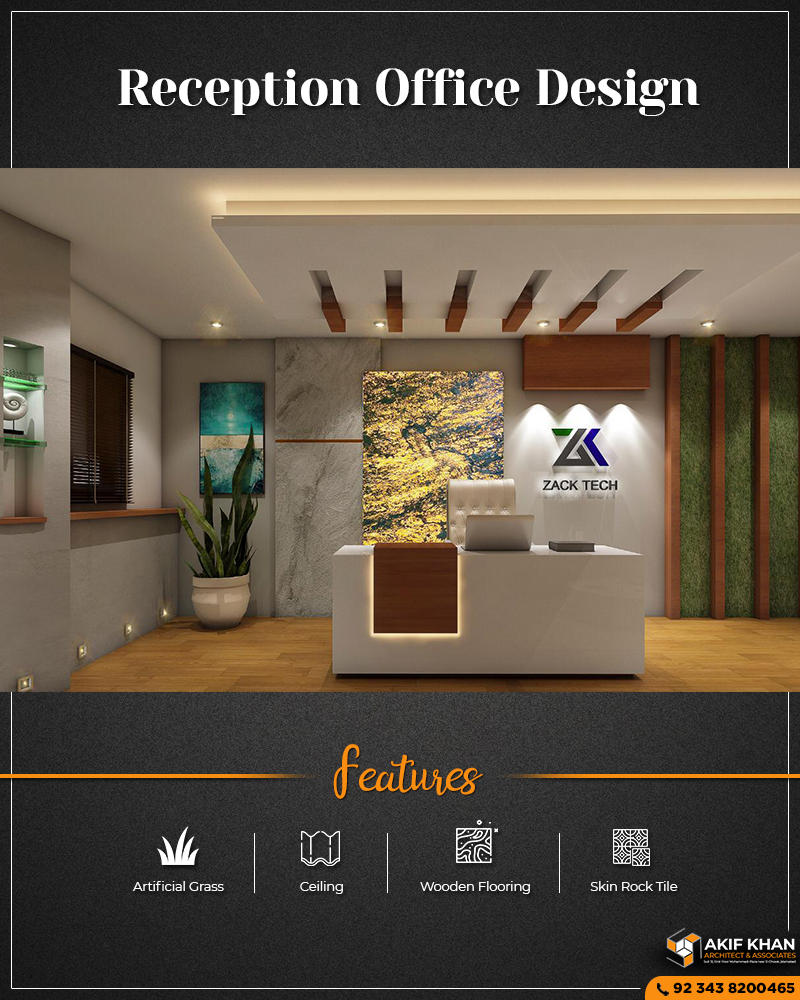 Reception Office Design
ZACK TECH
features
Artificial Grass
Ceiling
Wooden Flooring
Skin Rock Tile
AKIF KHAN
ARCHITECT & ASSOCIATES
92 343 8200465